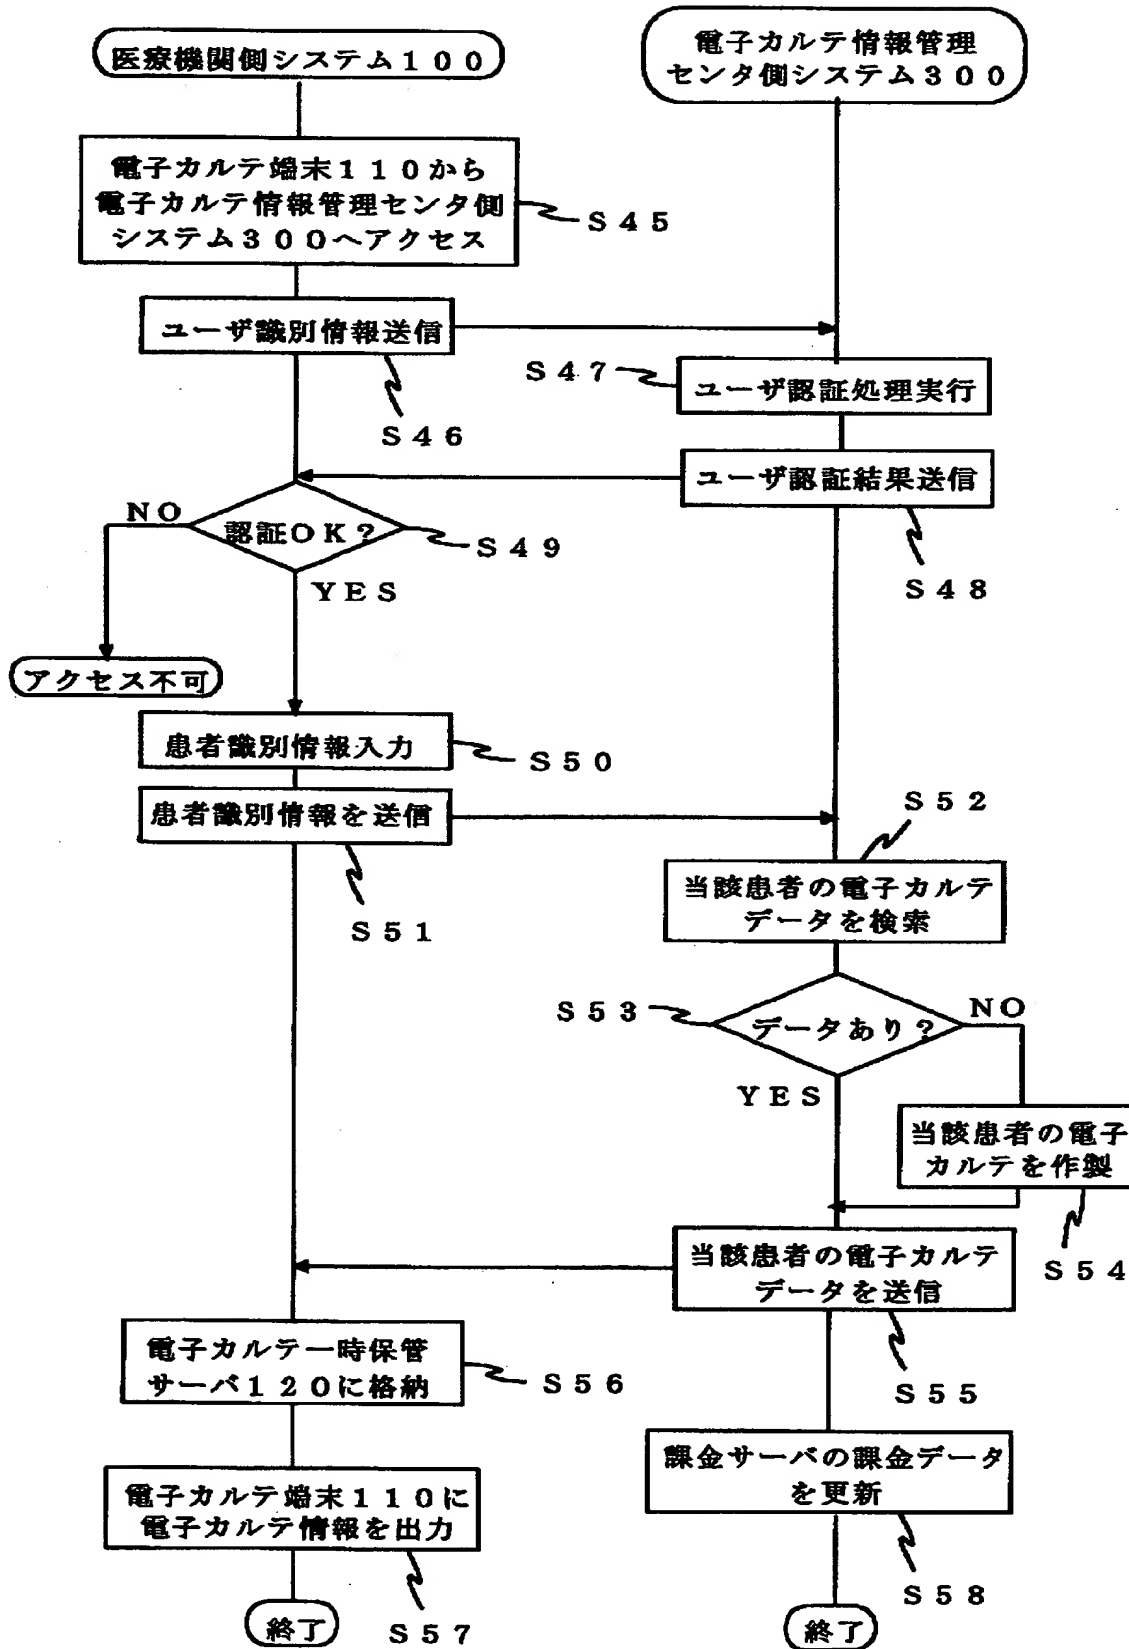 医療機関側システム１００
電子カルテ情報管理
センタ側システム３００
電子カルテ端末１１０から
電子カルテ情報管理センタ側
システム３００へアクセス
Ｓ４５
ユーザ識別情報送信
Ｓ４６
Ｓ４７
ユーザ認証処理実行
ユーザ認証結果送信
Ｓ４８
ＮＯ
認証ＯＫ？
Ｓ４９
ＹＥＳ
アクセス不可
患者識別情報入力
Ｓ５０
患者識別情報を送信
Ｓ５１
Ｓ５２
当該患者の電子カルテ
データを検索
Ｓ５３
データあり？
ＮＯ
ＹＥＳ
当該患者の電子
カルテを作製
Ｓ５４
当該患者の電子カルテ
データを送信
Ｓ５５
電子カルテ一時保管
サーバ１２０に格納
Ｓ５６
課金サーバの課金データ
を更新
Ｓ５８
電子カルテ端末１１０に
電子カルテ情報を出力
Ｓ５７
終了
終了